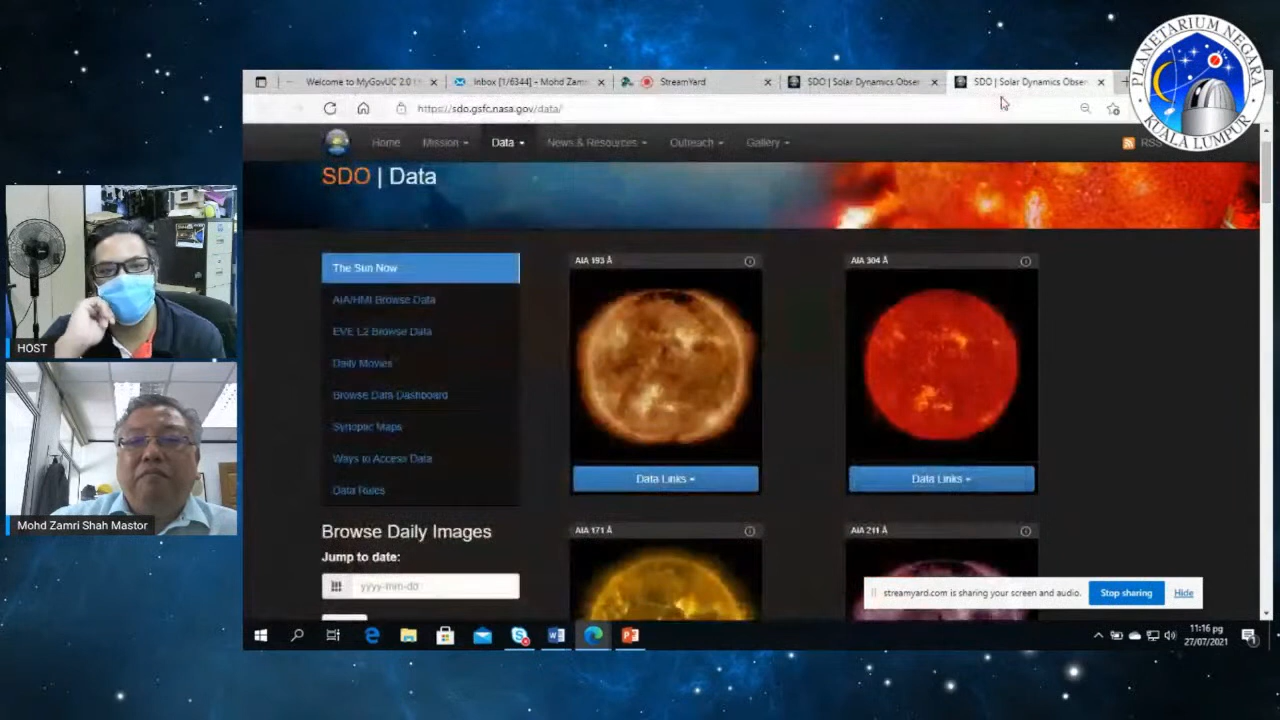 Welcome to MyGovUC 2.0
Inbox (1/6344) - Mohd Zams
StreamYard
SDO | Solar Dynamics Obser
SDO | Solar Dynamics Obser
https://sdo.gsfc.nasa.gov/data/
PLANETARIUM NEGARA
KUALA LUMPUR
Home
Mission
Data
News & Resources
Outreach
Gallery
RSS
SDO | Data
The Sun Now
AIA/HMI Browse Data
EVE L2 Browse Data
Daily Movies
Browse Data Dashboard
Synoptic Maps
Ways to Access Data
Data Rules
Browse Daily Images
Jump to date:
yyyy-mm-dd
AIA 193 Å
AIA 304 Å
Data Links
Data Links
AIA 171 Å
AIA 211 Å
HOST
Mohd Zamri Shah Mastor
streamyard.com is sharing your screen and audio.
Stop sharing
Hide
11:16 pg
27/07/2021